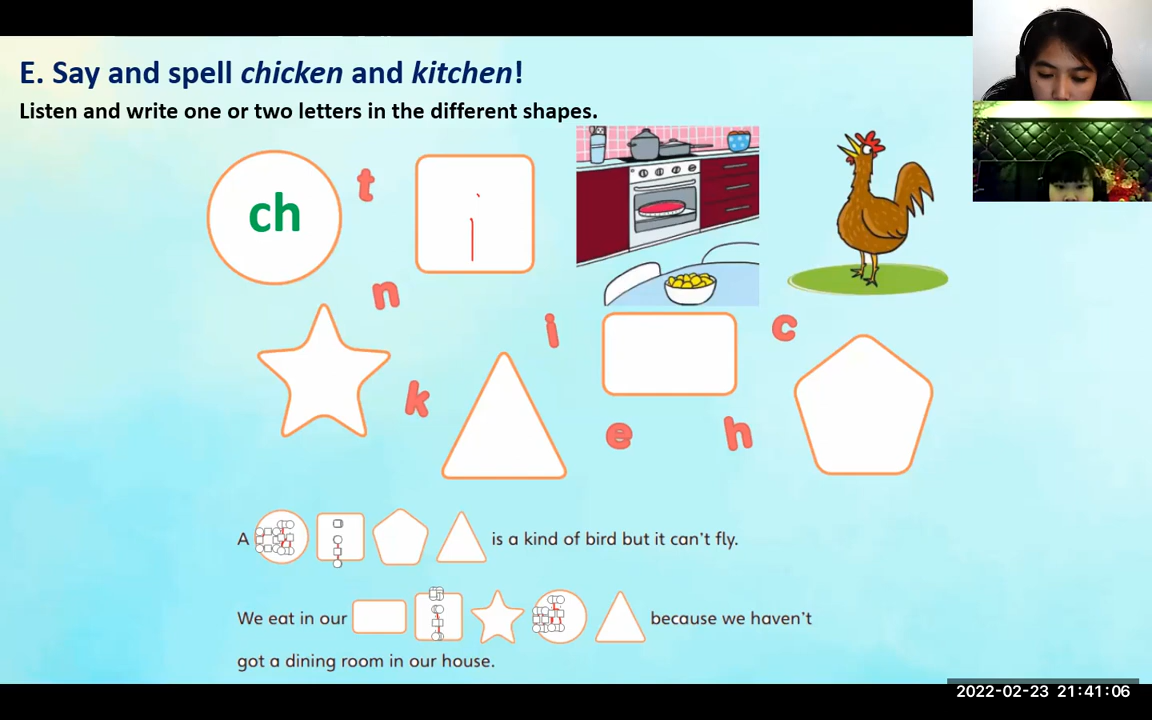 E. Say and spell chicken and kitchen!
Listen and write one or two letters in the different shapes.
ch
t
i
n
i
c
k
e
h
A ch i is a kind of bird but it can't fly.
We eat in our i ch because we haven't
got a dining room in our house.
2022-02-23 21:41:06